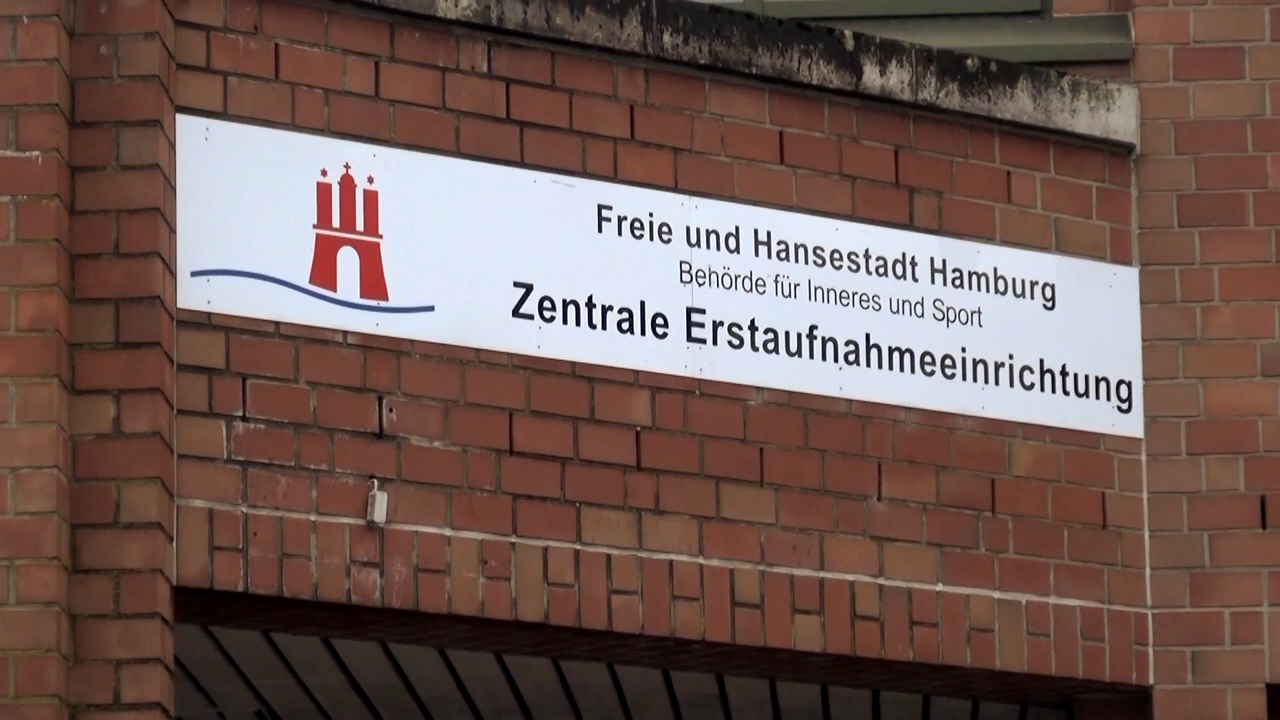 Freie und Hansestadt Hamburg
Behörde für Inneres und Sport
Zentrale Erstaufnahmeeinrichtung